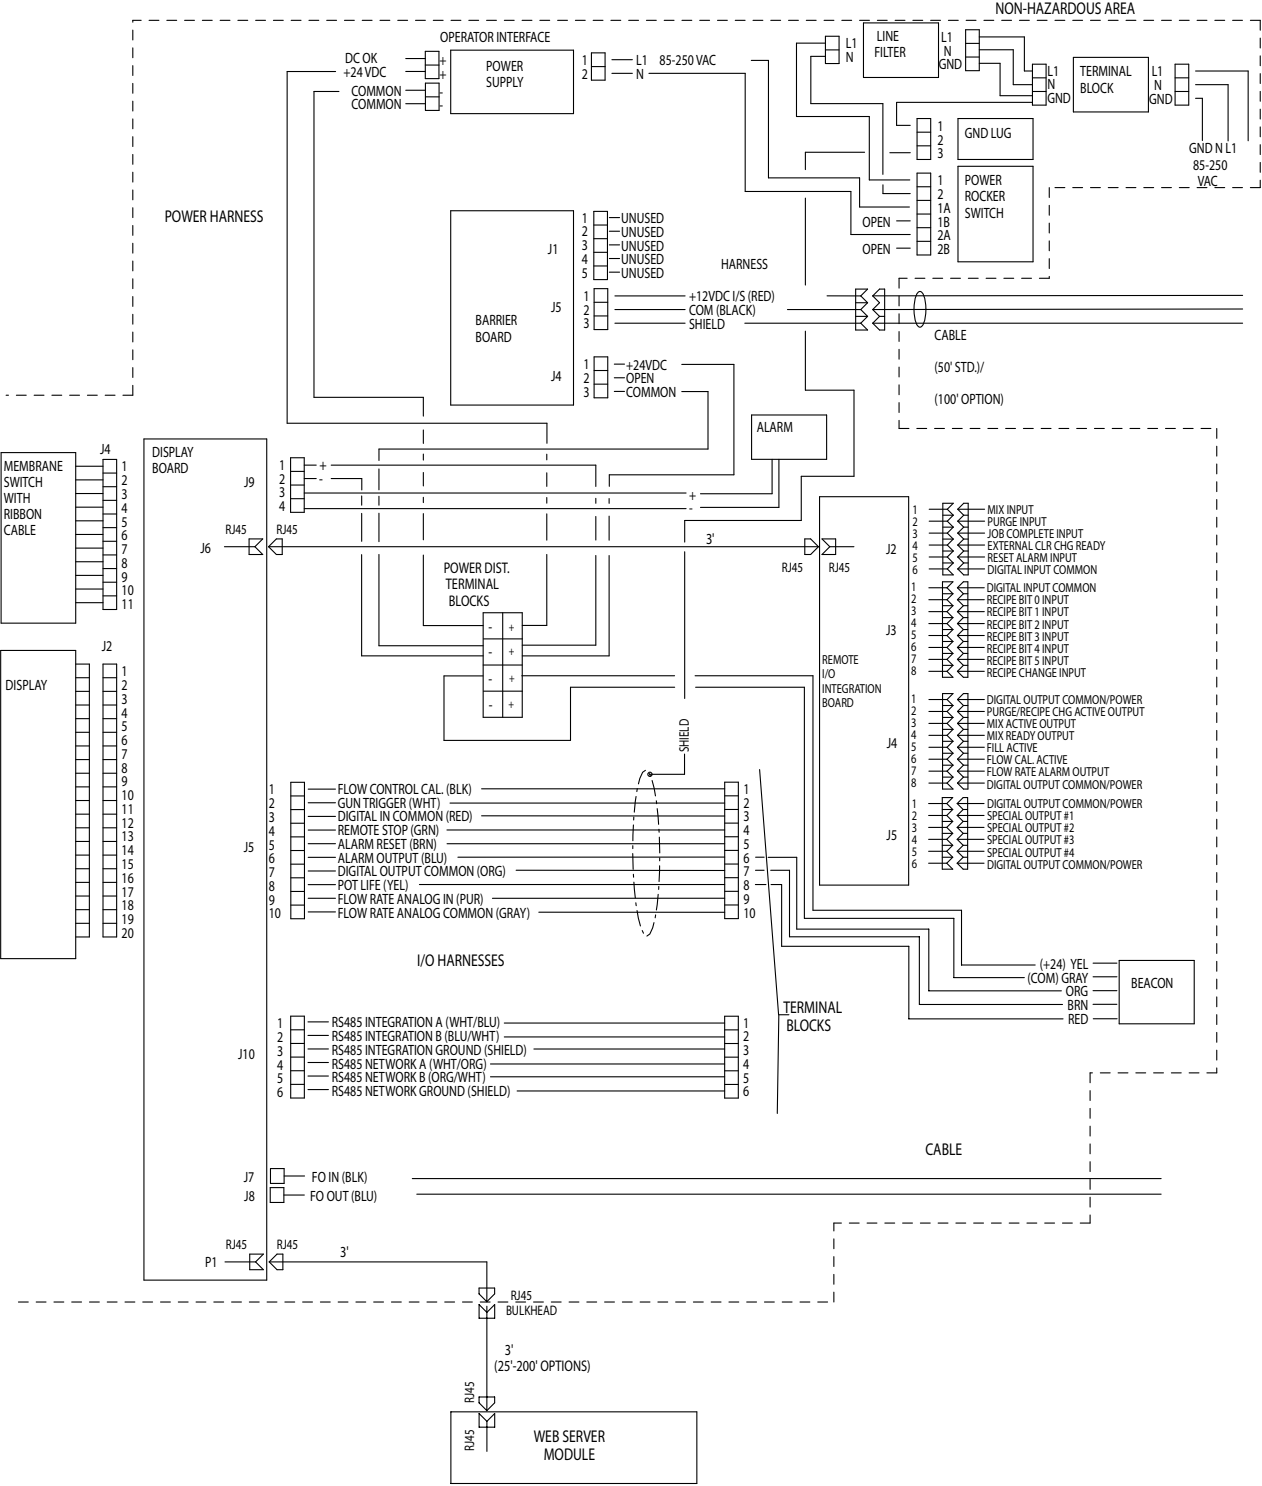 NON-HAZARDOUS AREA
OPERATOR INTERFACE
DC OK
+24 VDC
COMMON
COMMON
+
+
-
-
POWER
SUPPLY
1
2
L1 85-250 VAC
N
L1
N
LINE
FILTER
L1
N
GND
L1
N
GND
TERMINAL
BLOCK
L1
N
GND
GND N L1
85-250
VAC
1
2
3
GND LUG
1
2
1A
1B
2A
2B
OPEN
OPEN
POWER
ROCKER
SWITCH
POWER HARNESS
BARRIER
BOARD
J1
1 UNUSED
2 UNUSED
3 UNUSED
4 UNUSED
5 UNUSED
HARNESS
J5
1 +12VDC I/S (RED)
2 COM (BLACK)
3 SHIELD
CABLE
(50' STD.)/
(100' OPTION)
J4
1 +24VDC
2 OPEN
3 COMMON
ALARM
MEMBRANE
SWITCH
WITH
RIBBON
CABLE
J4
1
2
3
4
5
6
7
8
9
10
11
DISPLAY
BOARD
J9
1 +
2 -
3
4
+
-
J6
RJ45
RJ45
3'
RJ45
RJ45
POWER DIST.
TERMINAL
BLOCKS
- +
- +
- +
- +
DISPLAY
J2
1
2
3
4
5
6
7
8
9
10
11
12
13
14
15
16
17
18
19
20
REMOTE
I/O
INTEGRATION
BOARD
J2
1 MIX INPUT
2 PURGE INPUT
3 JOB COMPLETE INPUT
4 EXTERNAL CLR CHG READY
5 RESET ALARM INPUT
6 DIGITAL INPUT COMMON
J3
1 DIGITAL INPUT COMMON
2 RECIPE BIT 0 INPUT
3 RECIPE BIT 1 INPUT
4 RECIPE BIT 2 INPUT
5 RECIPE BIT 3 INPUT
6 RECIPE BIT 4 INPUT
7 RECIPE BIT 5 INPUT
8 RECIPE CHANGE INPUT
J4
1 DIGITAL OUTPUT COMMON/POWER
2 PURGE/RECIPE CHG ACTIVE OUTPUT
3 MIX ACTIVE OUTPUT
4 MIX READY OUTPUT
5 FILL ACTIVE
6 FLOW CAL. ACTIVE
7 FLOW RATE ALARM OUTPUT
8 DIGITAL OUTPUT COMMON/POWER
J5
1 DIGITAL OUTPUT COMMON/POWER
2 SPECIAL OUTPUT #1
3 SPECIAL OUTPUT #2
4 SPECIAL OUTPUT #3
5 SPECIAL OUTPUT #4
6 DIGITAL OUTPUT COMMON/POWER
SHIELD
J5
1 FLOW CONTROL CAL. (BLK) 1
2 GUN TRIGGER (WHT) 2
3 DIGITAL IN COMMON (RED) 3
4 REMOTE STOP (GRN) 4
5 ALARM RESET (BRN) 5
6 ALARM OUTPUT (BLU) 6
7 DIGITAL OUTPUT COMMON (ORG) 7
8 POT LIFE (YEL) 8
9 FLOW RATE ANALOG IN (PUR) 9
10 FLOW RATE ANALOG COMMON (GRAY) 10
I/O HARNESSES
(+24) YEL
(COM) GRAY
ORG
BRN
RED
BEACON
TERMINAL
BLOCKS
J10
1 RS485 INTEGRATION A (WHT/BLU) 1
2 RS485 INTEGRATION B (BLU/WHT) 2
3 RS485 INTEGRATION GROUND (SHIELD) 3
4 RS485 NETWORK A (WHT/ORG) 4
5 RS485 NETWORK B (ORG/WHT) 5
6 RS485 NETWORK GROUND (SHIELD) 6
CABLE
J7 FO IN (BLK)
J8 FO OUT (BLU)
P1
RJ45
RJ45
3'
RJ45
BULKHEAD
3'
(25'-200' OPTIONS)
RJ45
RJ45
WEB SERVER
MODULE